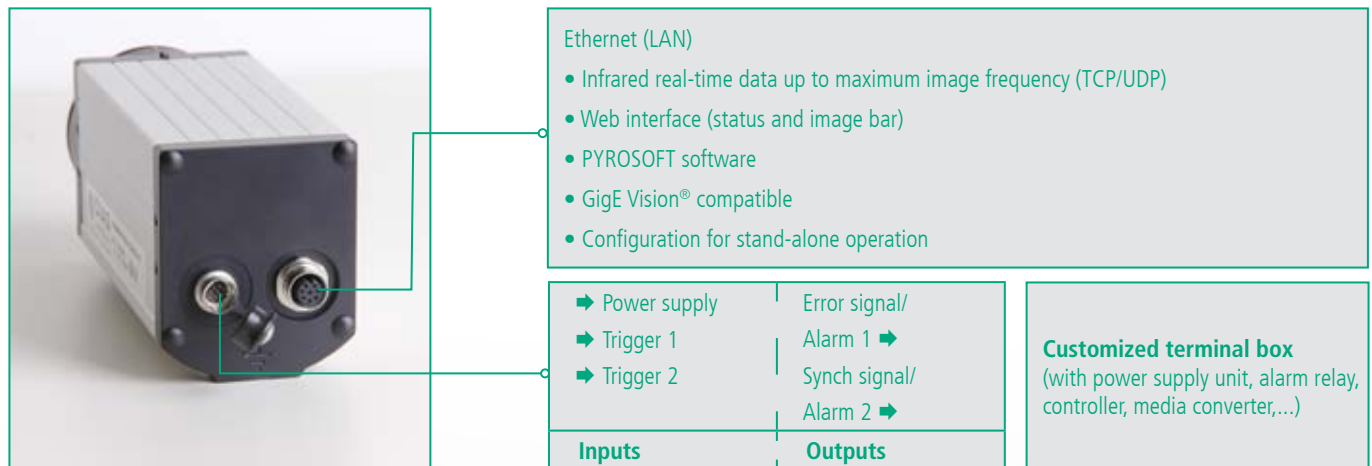 Ethernet (LAN)
• Infrared real-time data up to maximum image frequency (TCP/UDP)
• Web interface (status and image bar)
• PYROSOFT software
• GigE Vision® compatible
• Configuration for stand-alone operation
➡ Power supply
➡ Trigger 1
➡ Trigger 2
Inputs
Error signal/
Alarm 1 ➡
Synch signal/
Alarm 2 ➡
Outputs
Customized terminal box
(with power supply unit, alarm relay,
controller, media converter,...)